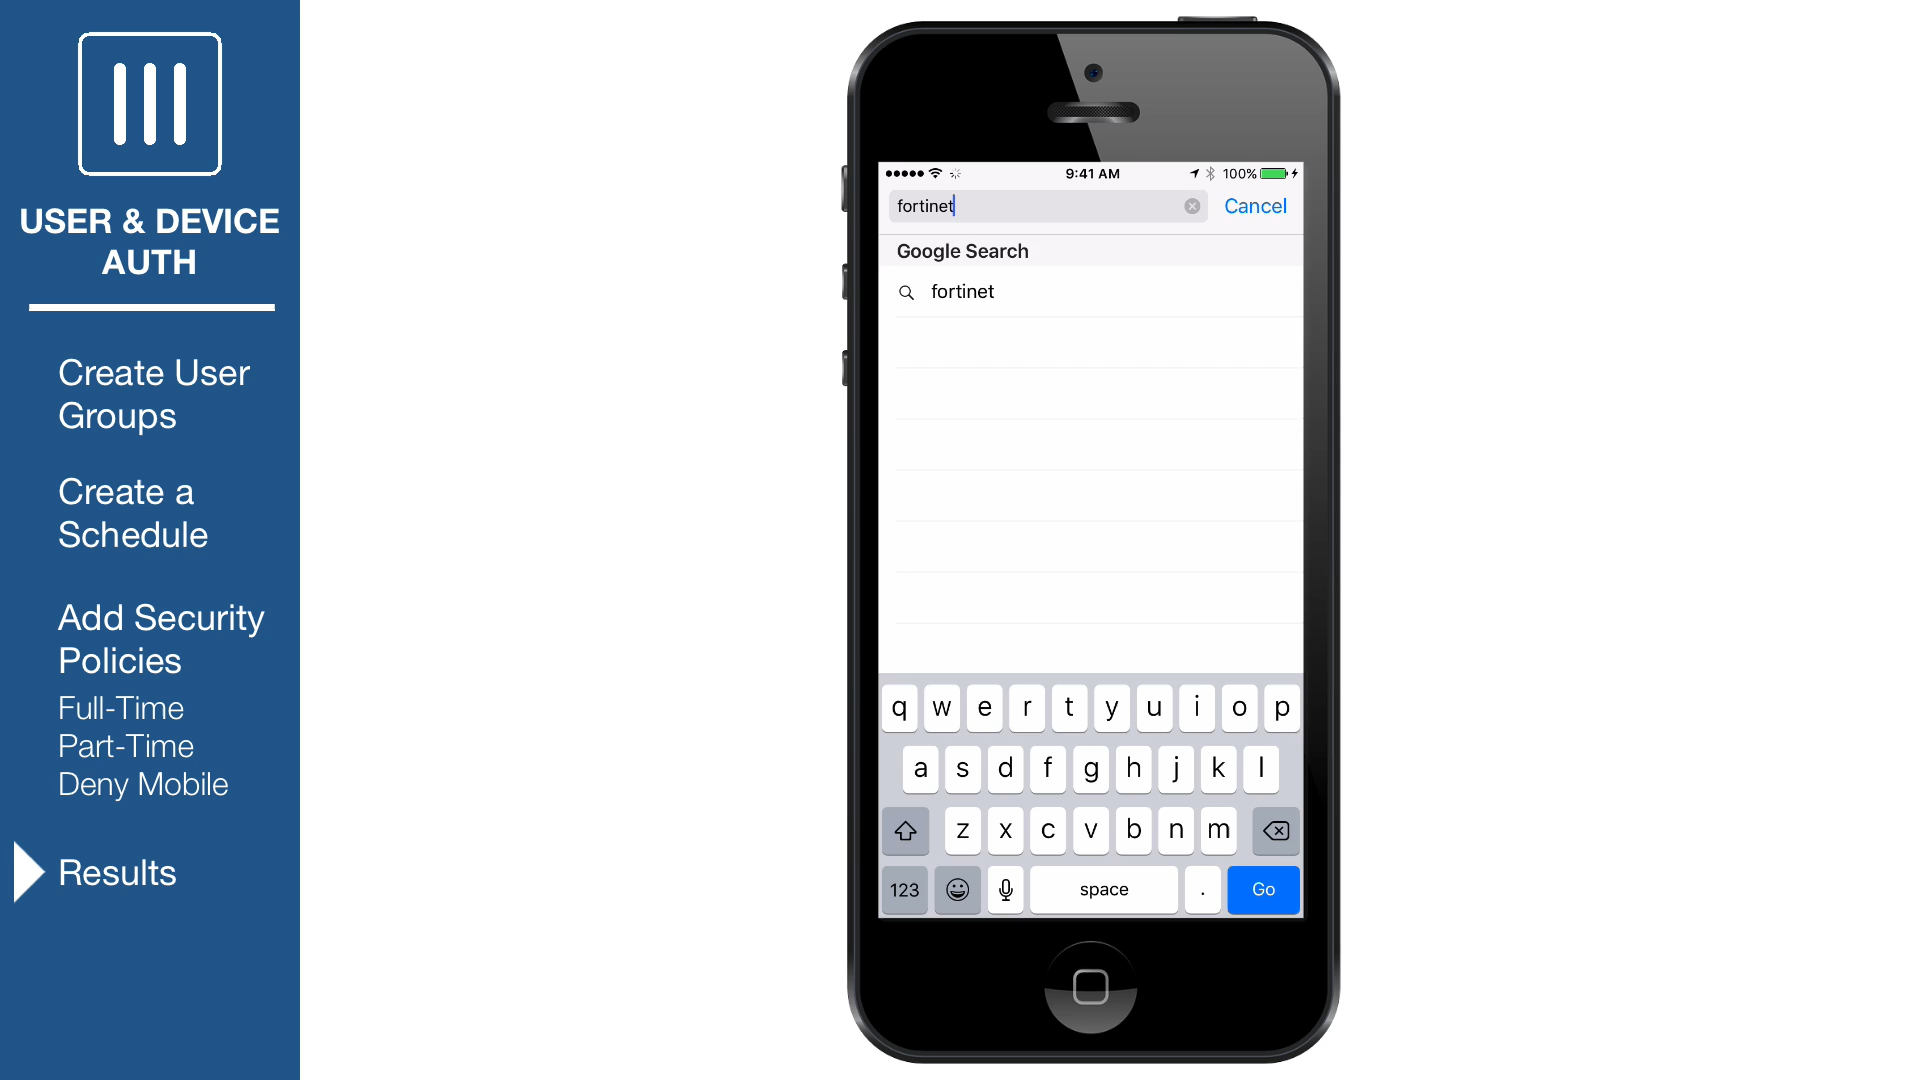 USER & DEVICE
AUTH
Create User
Groups
Create a
Schedule
Add Security
Policies
Full-Time
Part-Time
Deny Mobile
Results
9:41 AM
100%
fortinet
Cancel
Google Search
fortinet
q w e r t y u i o p
a s d f g h j k l
z x c v b n m
123 space . Go